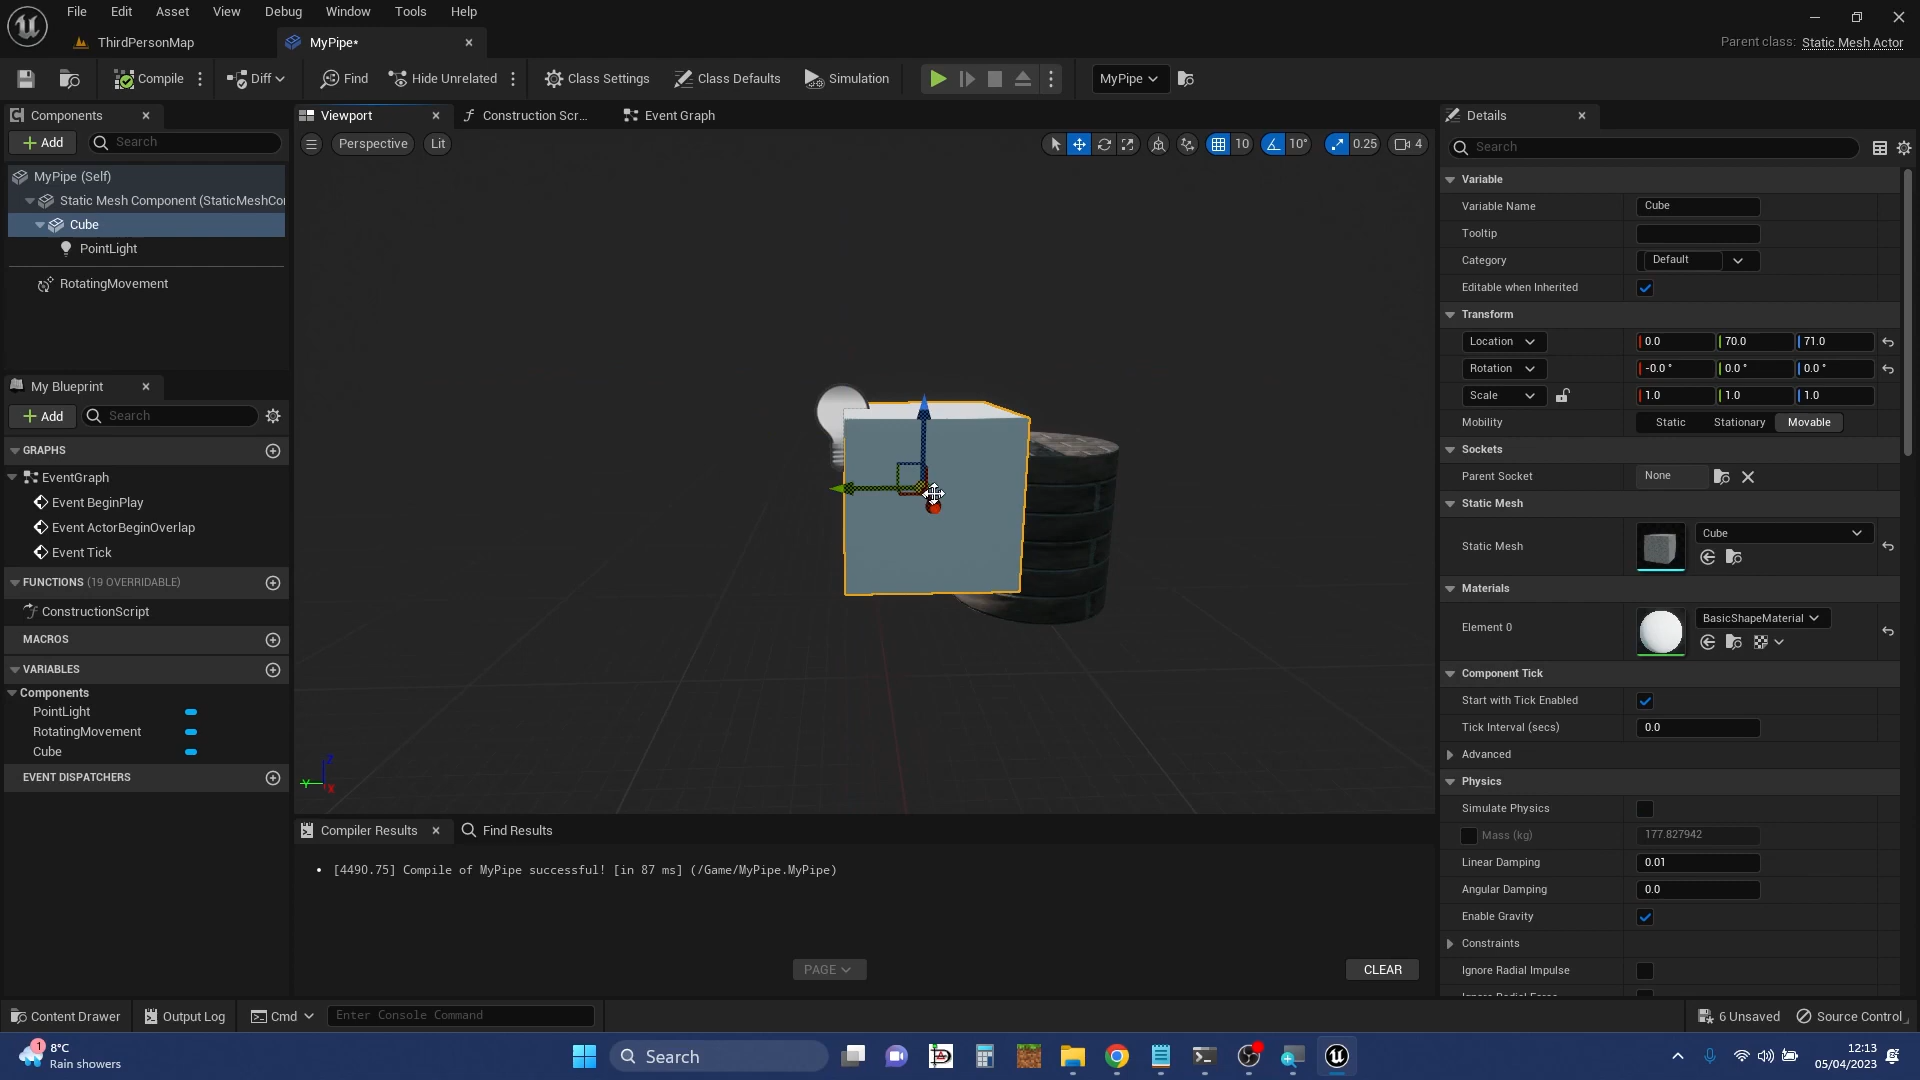 File Edit Asset View Debug Window Tools Help
ThirdPersonMap
MyPipe*
Parent class: Static Mesh Actor
Compile
Diff
Find
Hide Unrelated
Class Settings
Class Defaults
Simulation
MyPipe
Components
Add
Search
MyPipe (Self)
Static Mesh Component (StaticMeshCo
Cube
PointLight
RotatingMovement
My Blueprint
Add
Search
GRAPHS
EventGraph
Event BeginPlay
Event ActorBeginOverlap
Event Tick
FUNCTIONS (19 OVERRIDABLE)
ConstructionScript
MACROS
VARIABLES
Components
PointLight
RotatingMovement
Cube
EVENT DISPATCHERS
Viewport
Construction Scr...
Event Graph
Perspective
Lit
10
10°
0.25
4
Z
Y
X
Compiler Results
Find Results
• [4490.75] Compile of MyPipe successful! [in 87 ms] (/Game/MyPipe.MyPipe)
PAGE
CLEAR
Details
Search
Variable
Variable Name Cube
Tooltip
Category Default
Editable when Inherited
Transform
Location 0.0 70.0 71.0
Rotation -0.0 ° 0.0 ° 0.0 °
Scale 1.0 1.0 1.0
Mobility Static Stationary Movable
Sockets
Parent Socket None
Static Mesh
Static Mesh Cube
Materials
Element 0 BasicShapeMaterial
Component Tick
Start with Tick Enabled
Tick Interval (secs) 0.0
Advanced
Physics
Simulate Physics
Mass (kg) 177.827942
Linear Damping 0.01
Angular Damping 0.0
Enable Gravity
Constraints
Ignore Radial Impulse
Content Drawer
Output Log
Cmd
Enter Console Command
6 Unsaved
Source Control
1
8°C
Rain showers
Search
12:13
05/04/2023